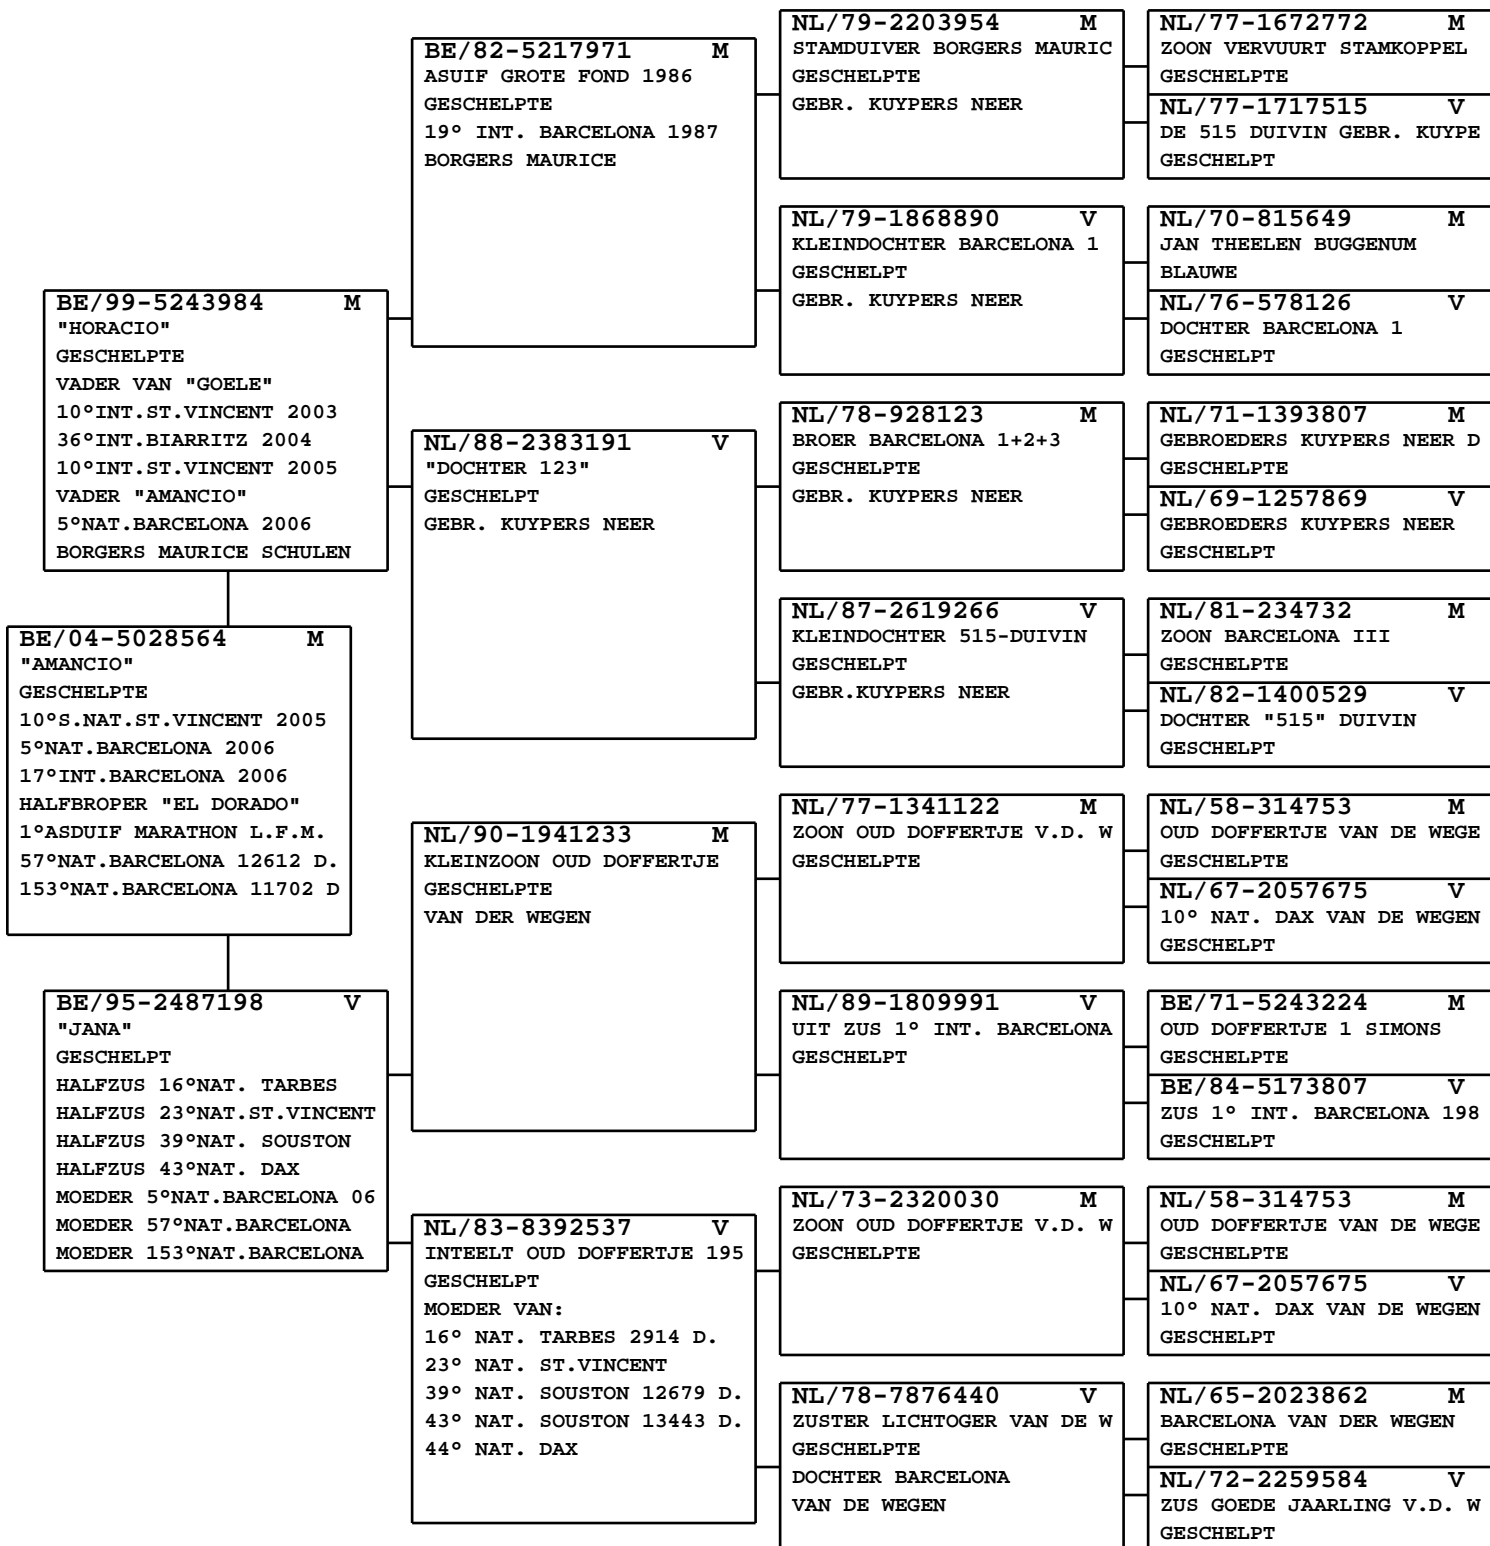 BE/04-5028564 M
"AMANCIO"
GESCHELPTE
10°S.NAT.ST.VINCENT 2005
5°NAT.BARCELONA 2006
17°INT.BARCELONA 2006
HALFBROPER "EL DORADO"
1°ASDUIF MARATHON L.F.M.
57°NAT.BARCELONA 12612 D.
153°NAT.BARCELONA 11702 D
BE/99-5243984 M
"HORACIO"
GESCHELPTE
VADER VAN "GOELE"
10°INT.ST.VINCENT 2003
36°INT.BIARRITZ 2004
10°INT.ST.VINCENT 2005
VADER "AMANCIO"
5°NAT.BARCELONA 2006
BORGERS MAURICE SCHULEN
BE/95-2487198 V
"JANA"
GESCHELPT
HALFZUS 16°NAT. TARBES
HALFZUS 23°NAT.ST.VINCENT
HALFZUS 39°NAT. SOUSTON
HALFZUS 43°NAT. DAX
MOEDER 5°NAT.BARCELONA 06
MOEDER 57°NAT.BARCELONA
MOEDER 153°NAT.BARCELONA
BE/82-5217971 M
ASUIF GROTE FOND 1986
GESCHELPTE
19° INT. BARCELONA 1987
BORGERS MAURICE
NL/88-2383191 V
"DOCHTER 123"
GESCHELPT
GEBR. KUYPERS NEER
NL/90-1941233 M
KLEINZOON OUD DOFFERTJE
GESCHELPTE
VAN DER WEGEN
NL/83-8392537 V
INTEELT OUD DOFFERTJE 195
GESCHELPT
MOEDER VAN:
16° NAT. TARBES 2914 D.
23° NAT. ST.VINCENT
39° NAT. SOUSTON 12679 D.
43° NAT. SOUSTON 13443 D.
44° NAT. DAX
NL/79-2203954 M
STAMDUIVER BORGERS MAURIC
GESCHELPTE
GEBR. KUYPERS NEER
NL/79-1868890 V
KLEINDOCHTER BARCELONA 1
GESCHELPT
GEBR. KUYPERS NEER
NL/78-928123 M
BROER BARCELONA 1+2+3
GESCHELPTE
GEBR. KUYPERS NEER
NL/87-2619266 V
KLEINDOCHTER 515-DUIVIN
GESCHELPT
GEBR.KUYPERS NEER
NL/77-1341122 M
ZOON OUD DOFFERTJE V.D. W
GESCHELPTE
NL/89-1809991 V
UIT ZUS 1° INT. BARCELONA
GESCHELPT
NL/73-2320030 M
ZOON OUD DOFFERTJE V.D. W
GESCHELPTE
NL/78-7876440 V
ZUSTER LICHTOGER VAN DE W
GESCHELPTE
DOCHTER BARCELONA
VAN DE WEGEN
NL/77-1672772 M
ZOON VERVUURT STAMKOPPEL
GESCHELPTE
NL/77-1717515 V
DE 515 DUIVIN GEBR. KUYPE
GESCHELPT
NL/70-815649 M
JAN THEELEN BUGGENUM
BLAUWE
NL/76-578126 V
DOCHTER BARCELONA 1
GESCHELPT
NL/71-1393807 M
GEBROEDERS KUYPERS NEER D
GESCHELPTE
NL/69-1257869 V
GEBROEDERS KUYPERS NEER
GESCHELPT
NL/81-234732 M
ZOON BARCELONA III
GESCHELPTE
NL/82-1400529 V
DOCHTER "515" DUIVIN
GESCHELPT
NL/58-314753 M
OUD DOFFERTJE VAN DE WEGE
GESCHELPTE
NL/67-2057675 V
10° NAT. DAX VAN DE WEGEN
GESCHELPT
BE/71-5243224 M
OUD DOFFERTJE 1 SIMONS
GESCHELPTE
BE/84-5173807 V
ZUS 1° INT. BARCELONA 198
GESCHELPT
NL/58-314753 M
OUD DOFFERTJE VAN DE WEGE
GESCHELPTE
NL/67-2057675 V
10° NAT. DAX VAN DE WEGEN
GESCHELPT
NL/65-2023862 M
BARCELONA VAN DER WEGEN
GESCHELPTE
NL/72-2259584 V
ZUS GOEDE JAARLING V.D. W
GESCHELPT